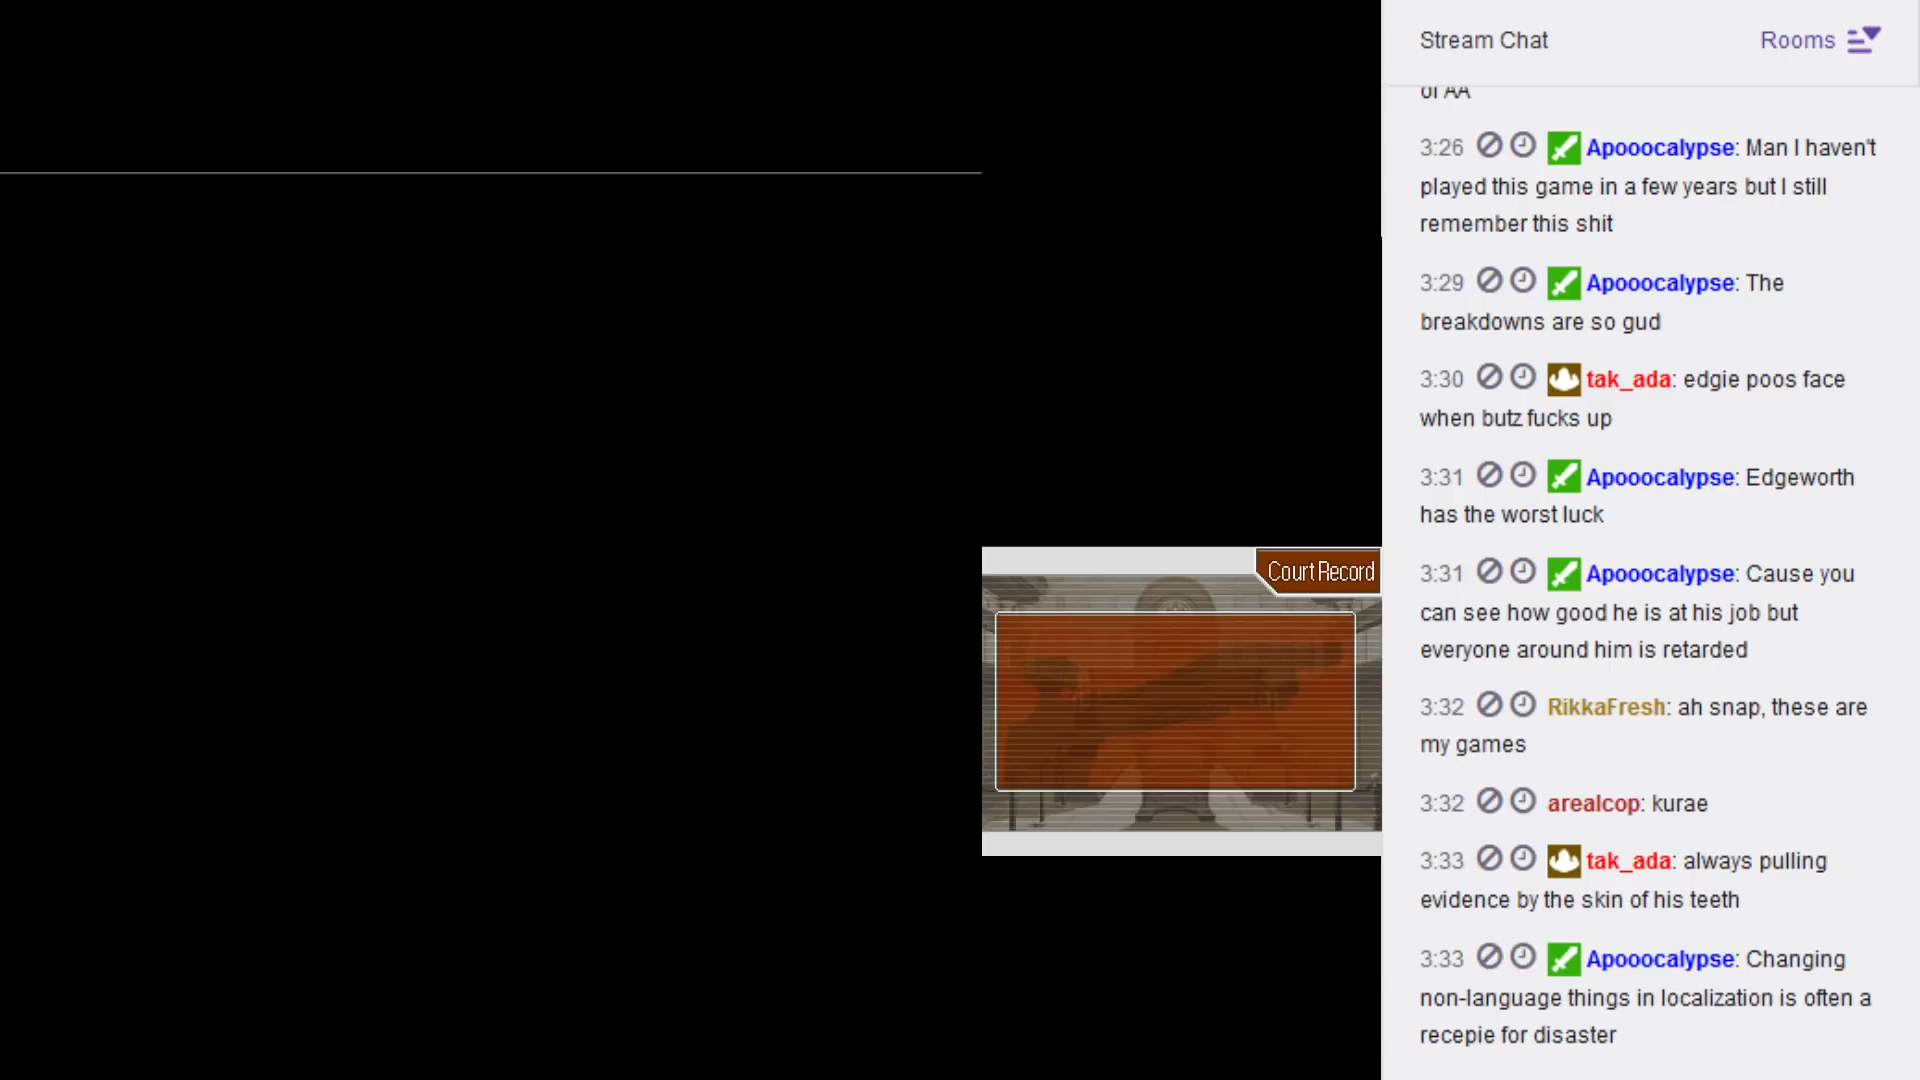 Stream Chat
Rooms
of AA
3:26 Apooocalypse: Man I haven't
played this game in a few years but I still
remember this shit
3:29 Apooocalypse: The
breakdowns are so gud
3:30 tak_ada: edgie poos face
when butz fucks up
3:31 Apooocalypse: Edgeworth
has the worst luck
3:31 Apooocalypse: Cause you
can see how good he is at his job but
everyone around him is retarded
3:32 RikkaFresh: ah snap, these are
my games
3:32 arealcop: kurae
3:33 tak_ada: always pulling
evidence by the skin of his teeth
3:33 Apooocalypse: Changing
non-language things in localization is often a
recepie for disaster
Court Record